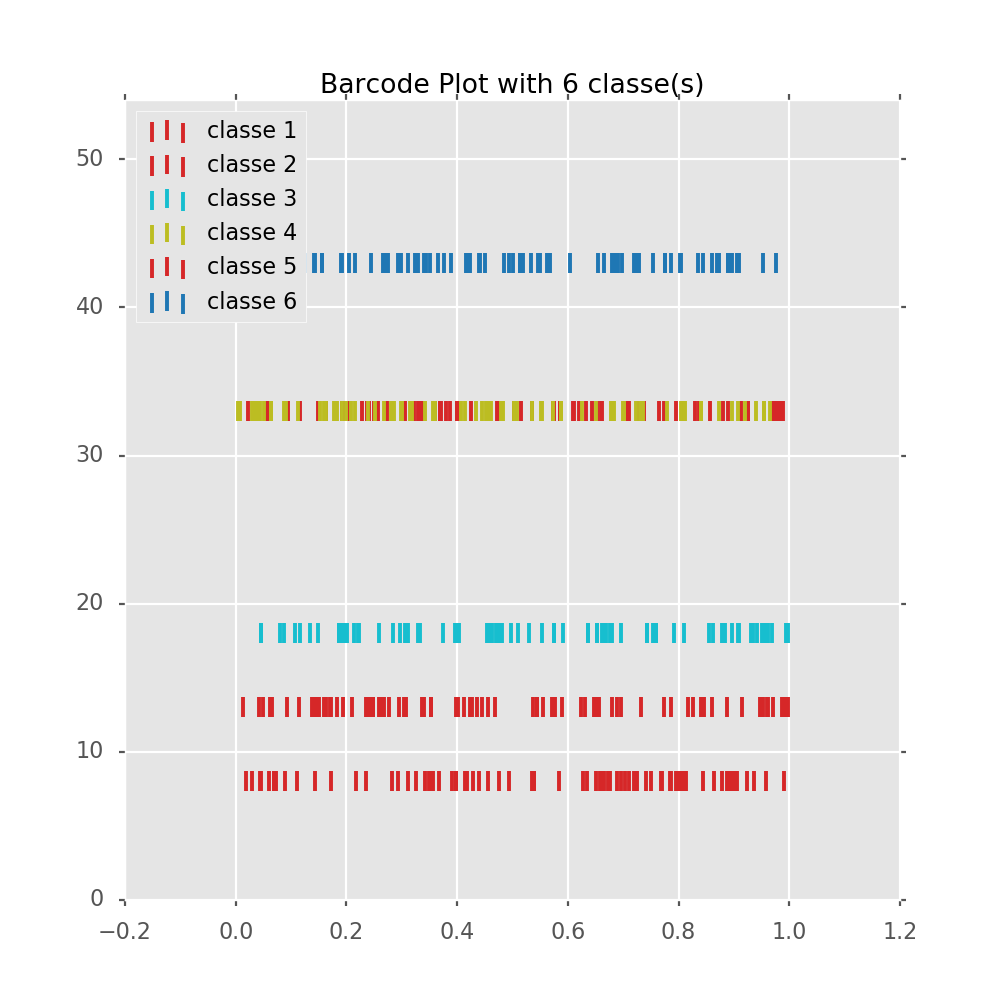 Barcode Plot with 6 classe(s)
classe 1
classe 2
classe 3
classe 4
classe 5
classe 6
50
40
30
20
10
0
−0.2 0.0 0.2 0.4 0.6 0.8 1.0 1.2